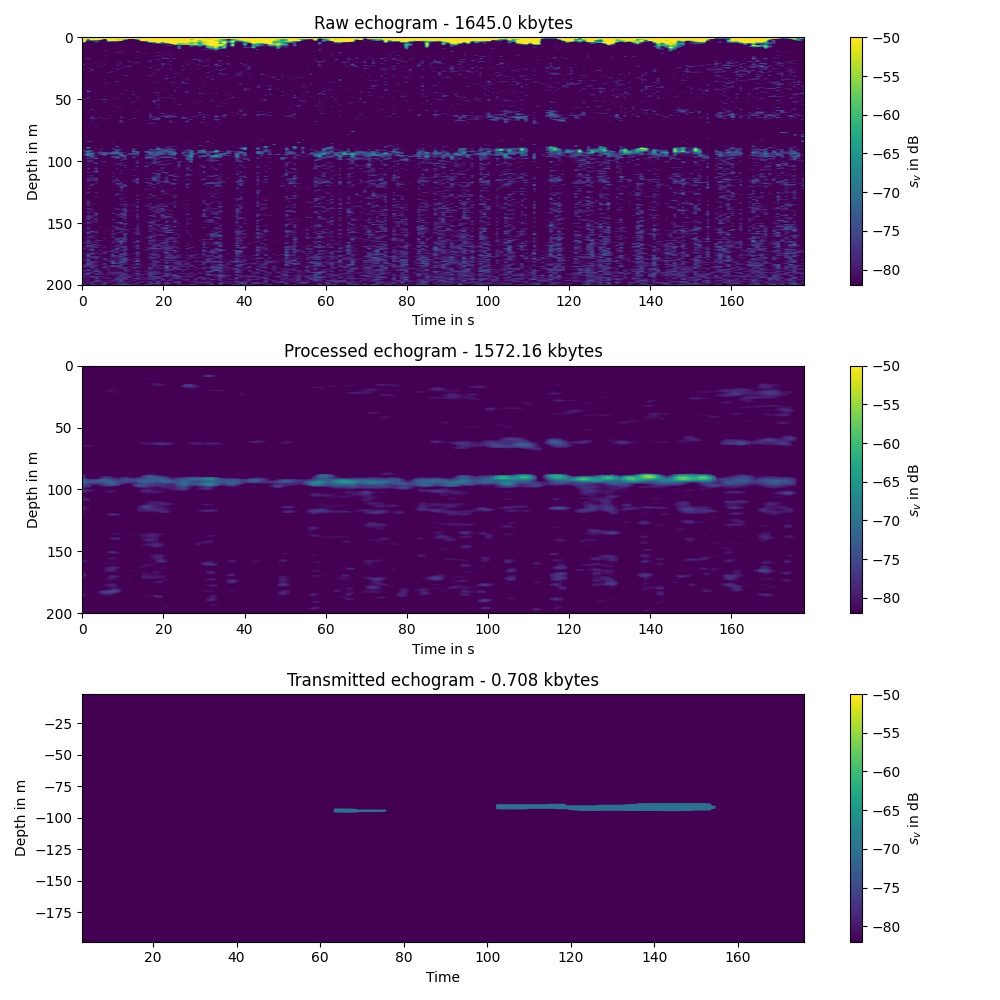 Raw echogram - 1645.0 kbytes
0
50
100
150
200
Depth in m
0 20 40 60 80 100 120 140 160
Time in s
−50
−55
−60
−65
−70
−75
−80
sv in dB
Processed echogram - 1572.16 kbytes
0
50
100
150
200
Depth in m
0 20 40 60 80 100 120 140 160
Time in s
−50
−55
−60
−65
−70
−75
−80
sv in dB
Transmitted echogram - 0.708 kbytes
−25
−50
−75
−100
−125
−150
−175
Depth in m
20 40 60 80 100 120 140 160
Time
−50
−55
−60
−65
−70
−75
−80
sv in dB